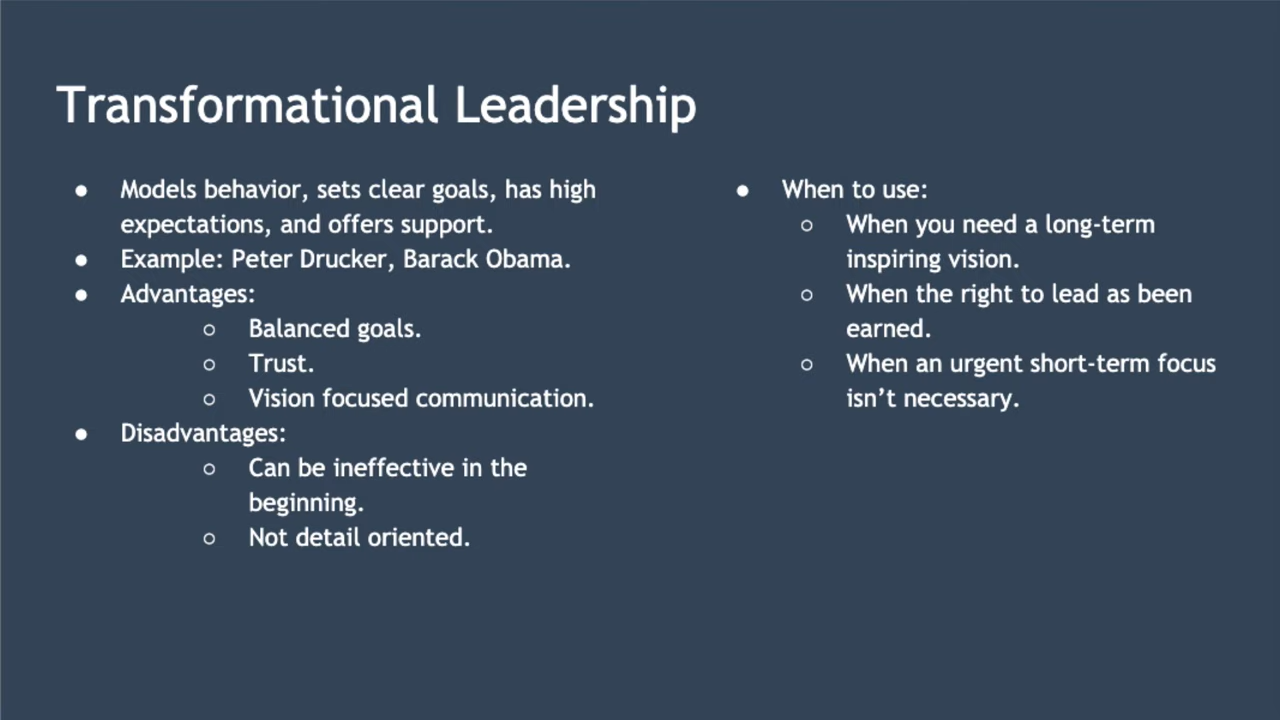 Transformational Leadership
● Models behavior, sets clear goals, has high
expectations, and offers support.
● Example: Peter Drucker, Barack Obama.
● Advantages:
○ Balanced goals.
○ Trust.
○ Vision focused communication.
● Disadvantages:
○ Can be ineffective in the
beginning.
○ Not detail oriented.
● When to use:
○ When you need a long-term
inspiring vision.
○ When the right to lead as been
earned.
○ When an urgent short-term focus
isn’t necessary.